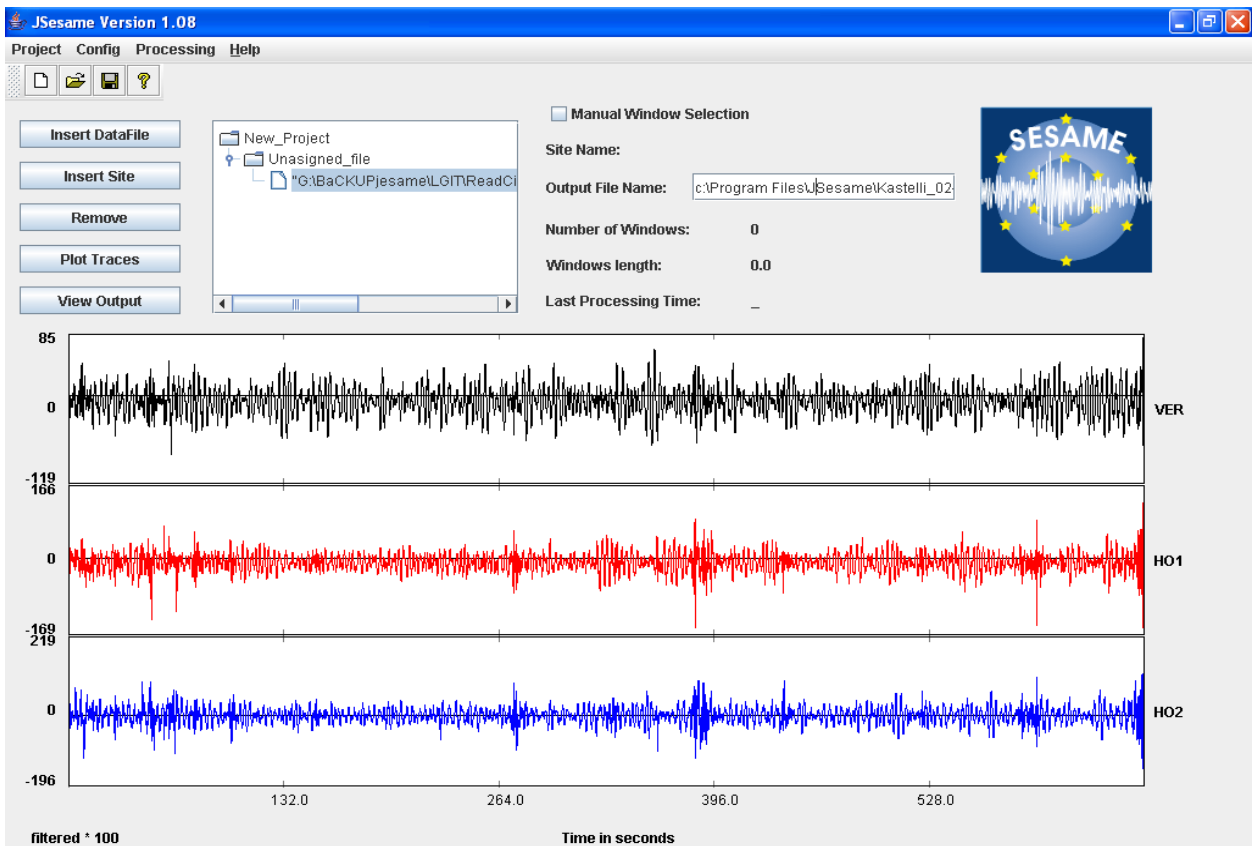 JSesame Version 1.08
Project Config Processing Help
Insert DataFile
Insert Site
Remove
Plot Traces
View Output
New_Project
Unasigned_file
"G:\BaCKUPjesame\LGIT\ReadCi
Manual Window Selection
Site Name:
Output File Name: c:\Program Files\JSesame\Kastelli_02-
Number of Windows: 0
Windows length: 0.0
Last Processing Time: _
SESAME
85
0
-119
VER
166
0
-169
HO1
219
0
-196
HO2
132.0 264.0 396.0 528.0
filtered * 100 Time in seconds